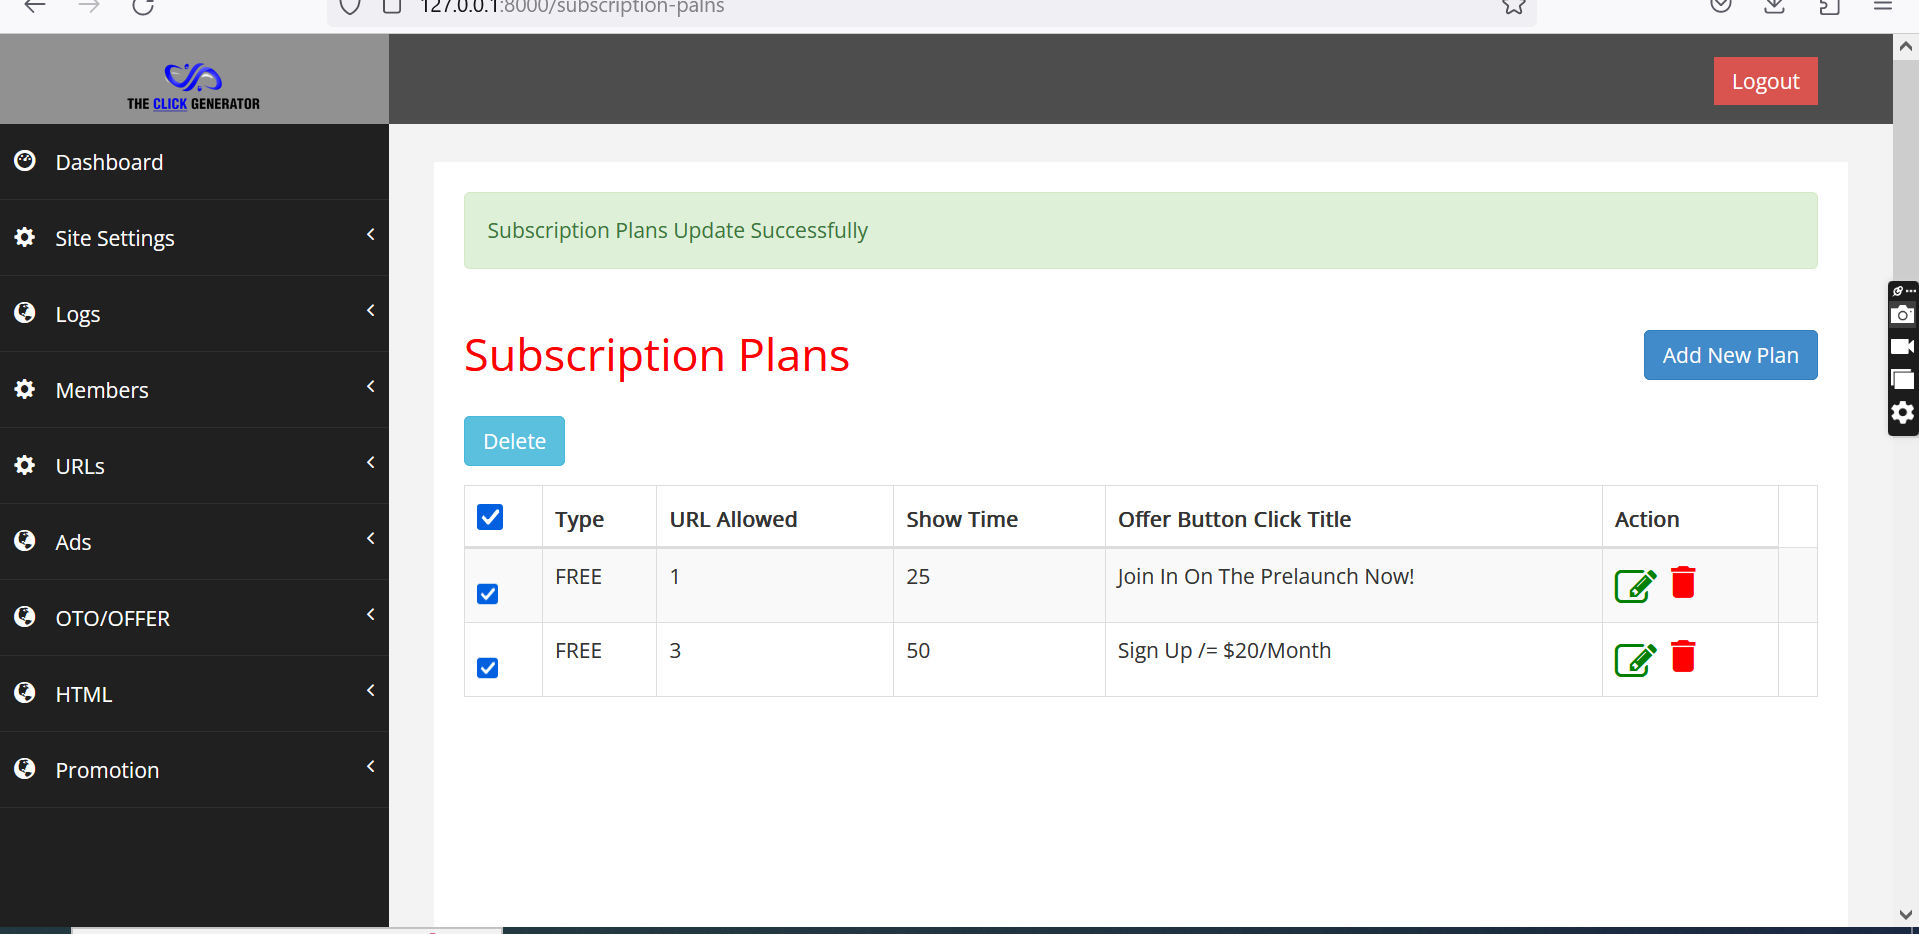 127.0.0.1:8000/subscription-palns
THE CLICK GENERATOR
Logout
Dashboard
Site Settings
Logs
Members
URLs
Ads
OTO/OFFER
HTML
Promotion
Subscription Plans Update Successfully
Subscription Plans
Add New Plan
Delete
Type URL Allowed Show Time Offer Button Click Title Action
FREE 1 25 Join In On The Prelaunch Now!
FREE 3 50 Sign Up /= $20/Month